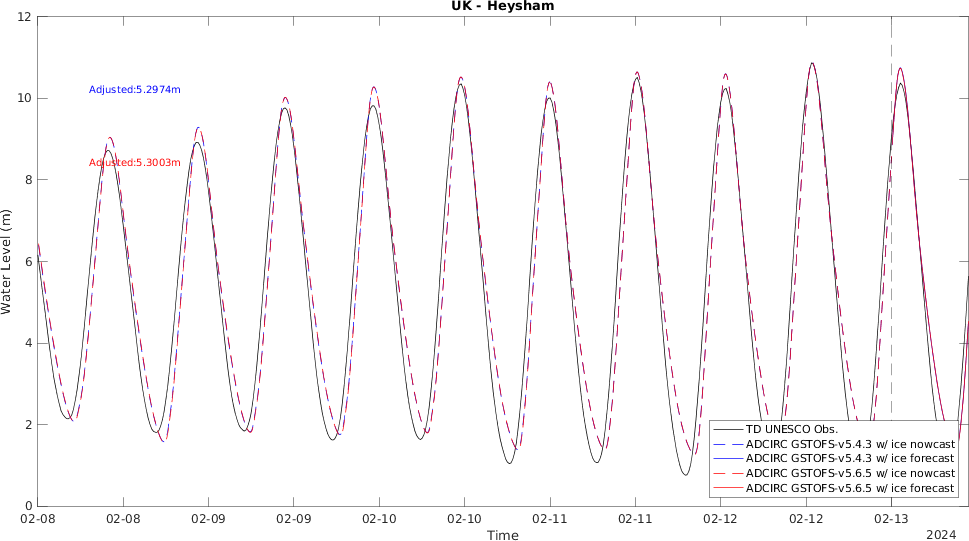 UK - Heysham
12
10
8
6
4
2
0
Water Level (m)
Adjusted:5.2974m
Adjusted:5.3003m
TD UNESCO Obs.
ADCIRC GSTOFS-v5.4.3 w/ ice nowcast
ADCIRC GSTOFS-v5.4.3 w/ ice forecast
ADCIRC GSTOFS-v5.6.5 w/ ice nowcast
ADCIRC GSTOFS-v5.6.5 w/ ice forecast
02-08 02-08 02-09 02-09 02-10 02-10 02-11 02-11 02-12 02-12 02-13
Time
2024